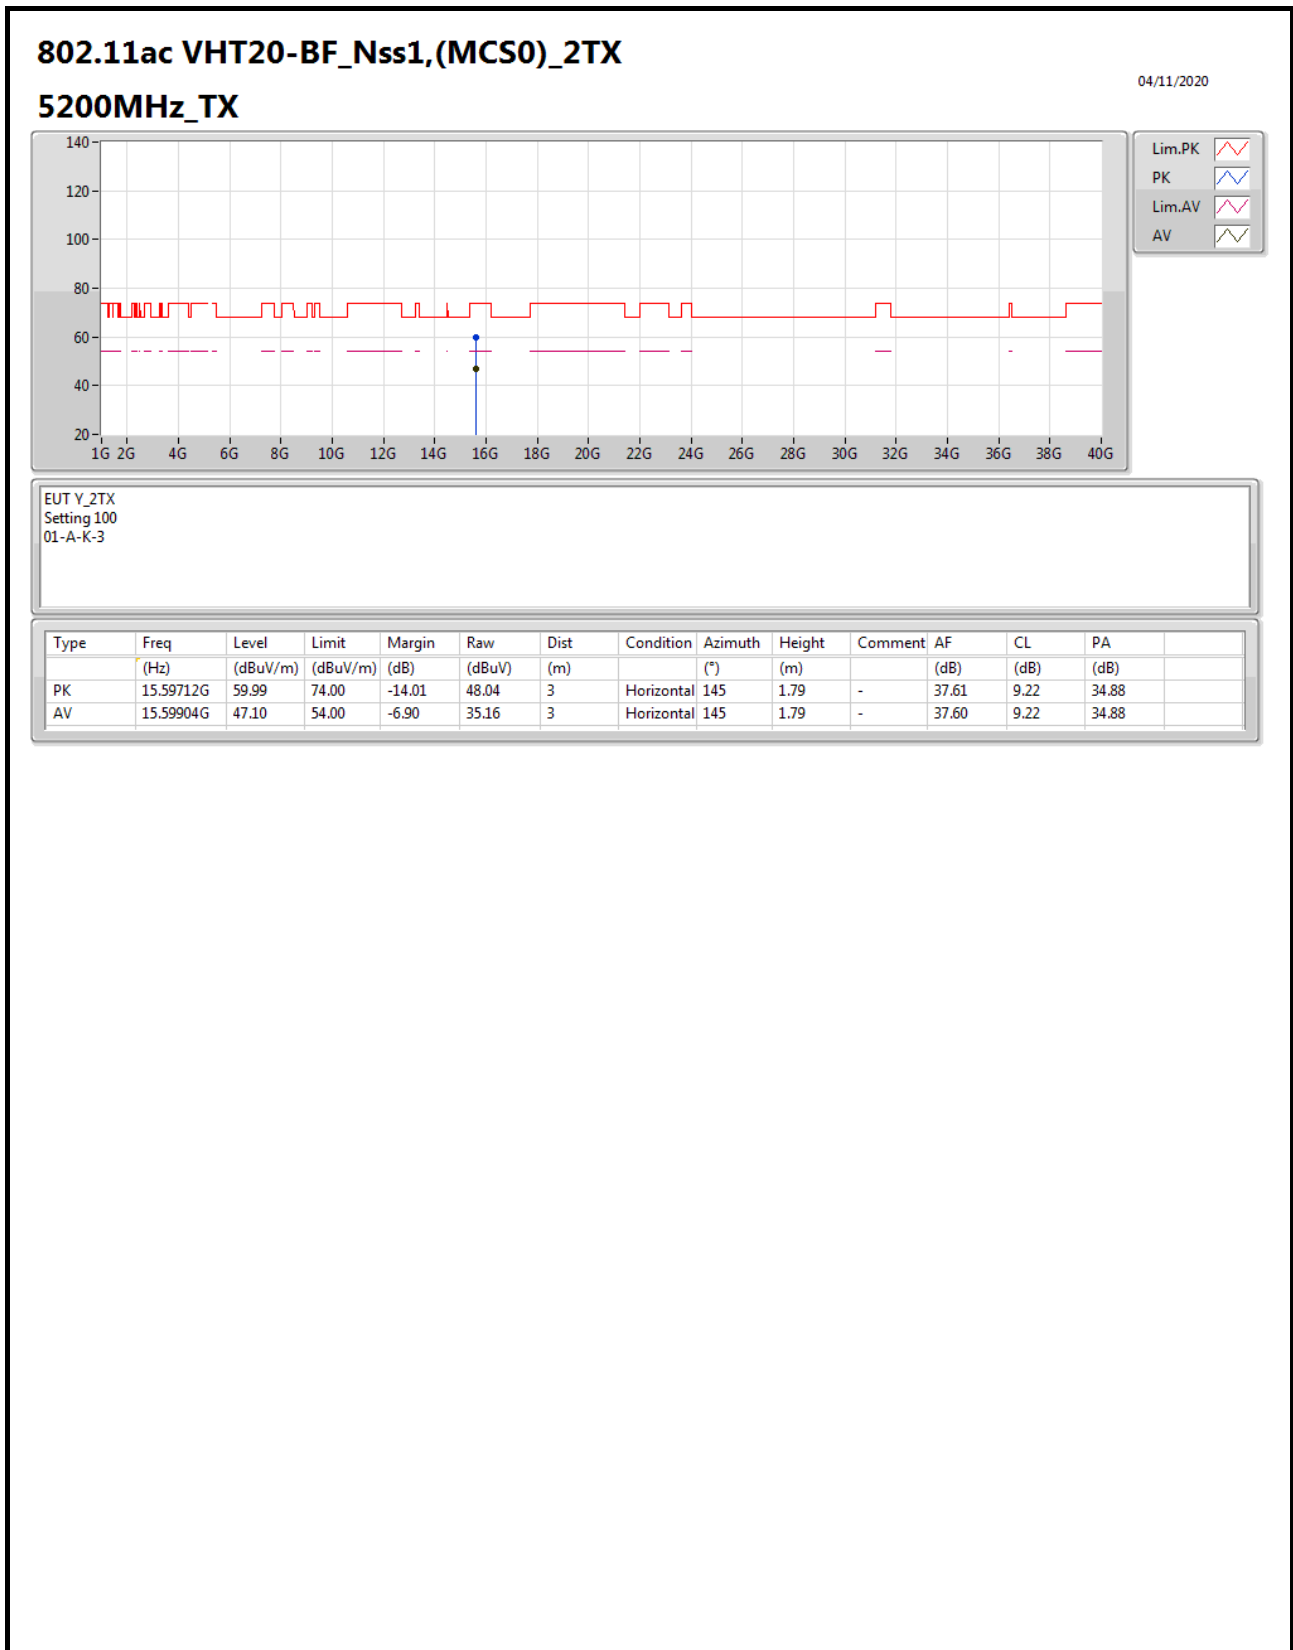 802.11ac VHT20-BF_Nss1,(MCS0)_2TX
04/11/2020
5200MHz_TX
140
120
100
80
60
40
20
1G 2G 4G 6G 8G 10G 12G 14G 16G 18G 20G 22G 24G 26G 28G 30G 32G 34G 36G 38G 40G
Lim.PK
PK
Lim.AV
AV
EUT Y_2TX
Setting 100
01-A-K-3
Type Freq Level Limit Margin Raw Dist Condition Azimuth Height Comment AF CL PA
(Hz) (dBuV/m) (dBuV/m) (dB) (dBuV) (m) (°) (m) (dB) (dB) (dB)
PK 15.59712G 59.99 74.00 -14.01 48.04 3 Horizontal 145 1.79 - 37.61 9.22 34.88
AV 15.59904G 47.10 54.00 -6.90 35.16 3 Horizontal 145 1.79 - 37.60 9.22 34.88